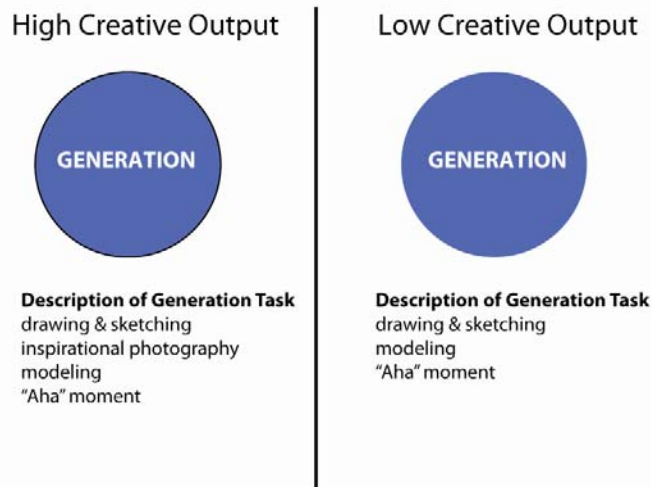 High Creative Output
GENERATION
Description of Generation Task
drawing & sketching
inspirational photography
modeling
"Aha" moment
Low Creative Output
GENERATION
Description of Generation Task
drawing & sketching
modeling
"Aha" moment